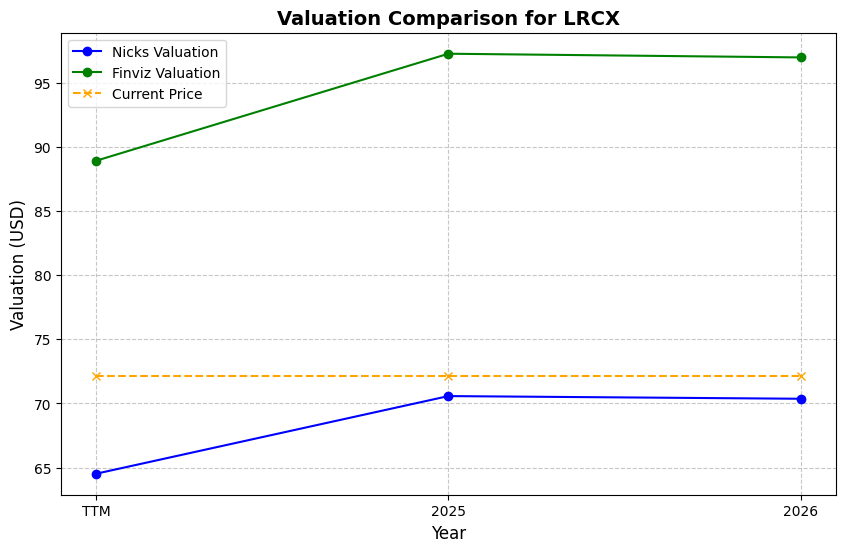 Valuation Comparison for LRCX
Nicks Valuation
Finviz Valuation
Current Price
Valuation (USD)
95
90
85
80
75
70
65
TTM
2025
2026
Year